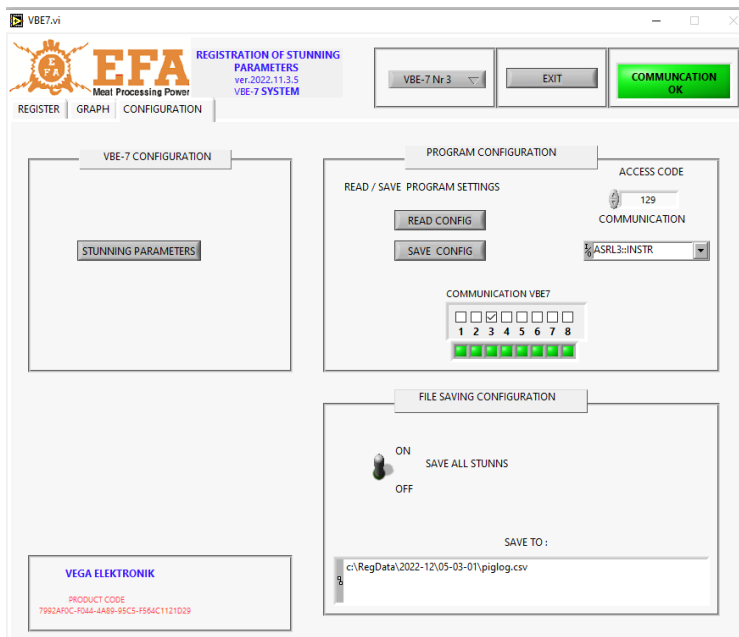 VBE7.vi
EFA
EFA
Meat Processing Power
REGISTRATION OF STUNNING
PARAMETERS
ver.2022.11.3.5
VBE-7 SYSTEM
VBE-7 Nr 3
EXIT
COMMUNCATION
OK
REGISTER GRAPH CONFIGURATION
VBE-7 CONFIGURATION
STUNNING PARAMETERS
PROGRAM CONFIGURATION
READ / SAVE PROGRAM SETTINGS
READ CONFIG
SAVE CONFIG
ACCESS CODE
129
COMMUNICATION
ASRL3::INSTR
COMMUNICATION VBE7
1 2 3 4 5 6 7 8
FILE SAVING CONFIGURATION
ON
SAVE ALL STUNNS
OFF
SAVE TO :
c:\RegData\2022-12\05-03-01\piglog.csv
VEGA ELEKTRONIK
PRODUCT CODE
7992AF0C-F044-4A89-95C5-F564C1121D29